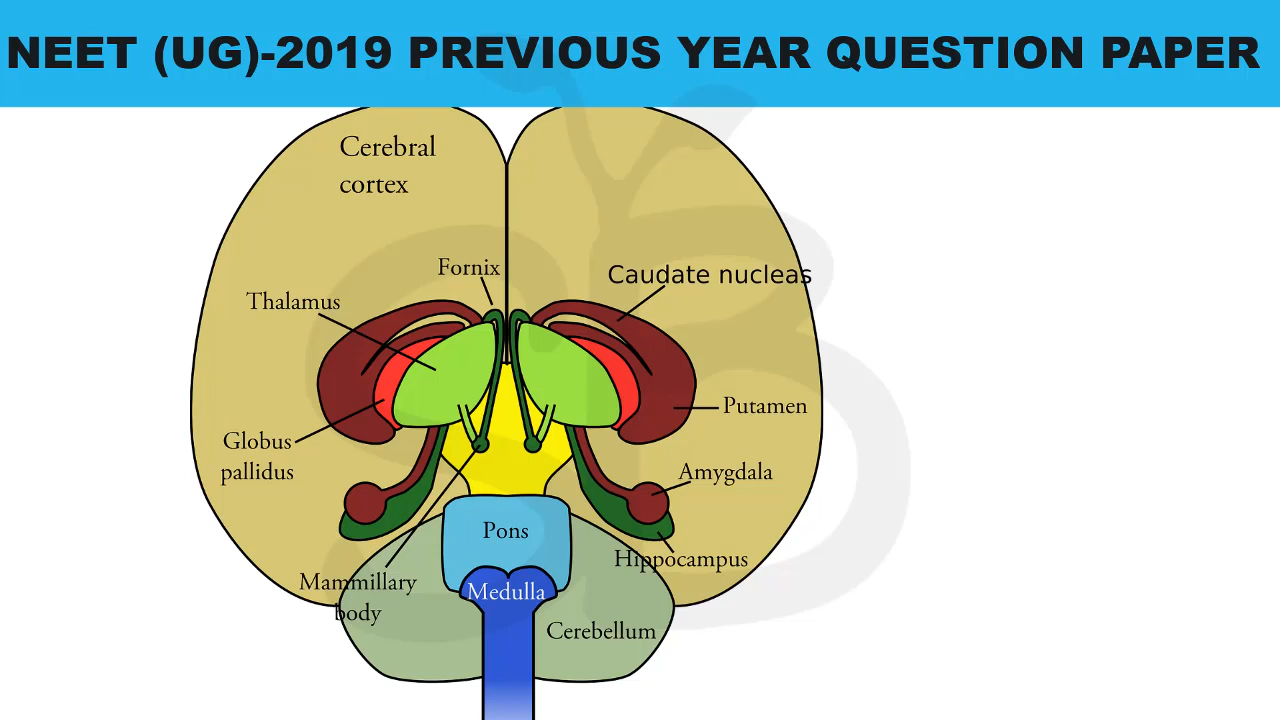 NEET (UG)-2019 PREVIOUS YEAR QUESTION PAPER
Cerebral
cortex
Fornix
Caudate nucleas
Thalamus
Putamen
Globus
pallidus
Amygdala
Pons
Hippocampus
Mammillary
body
Medulla
Cerebellum